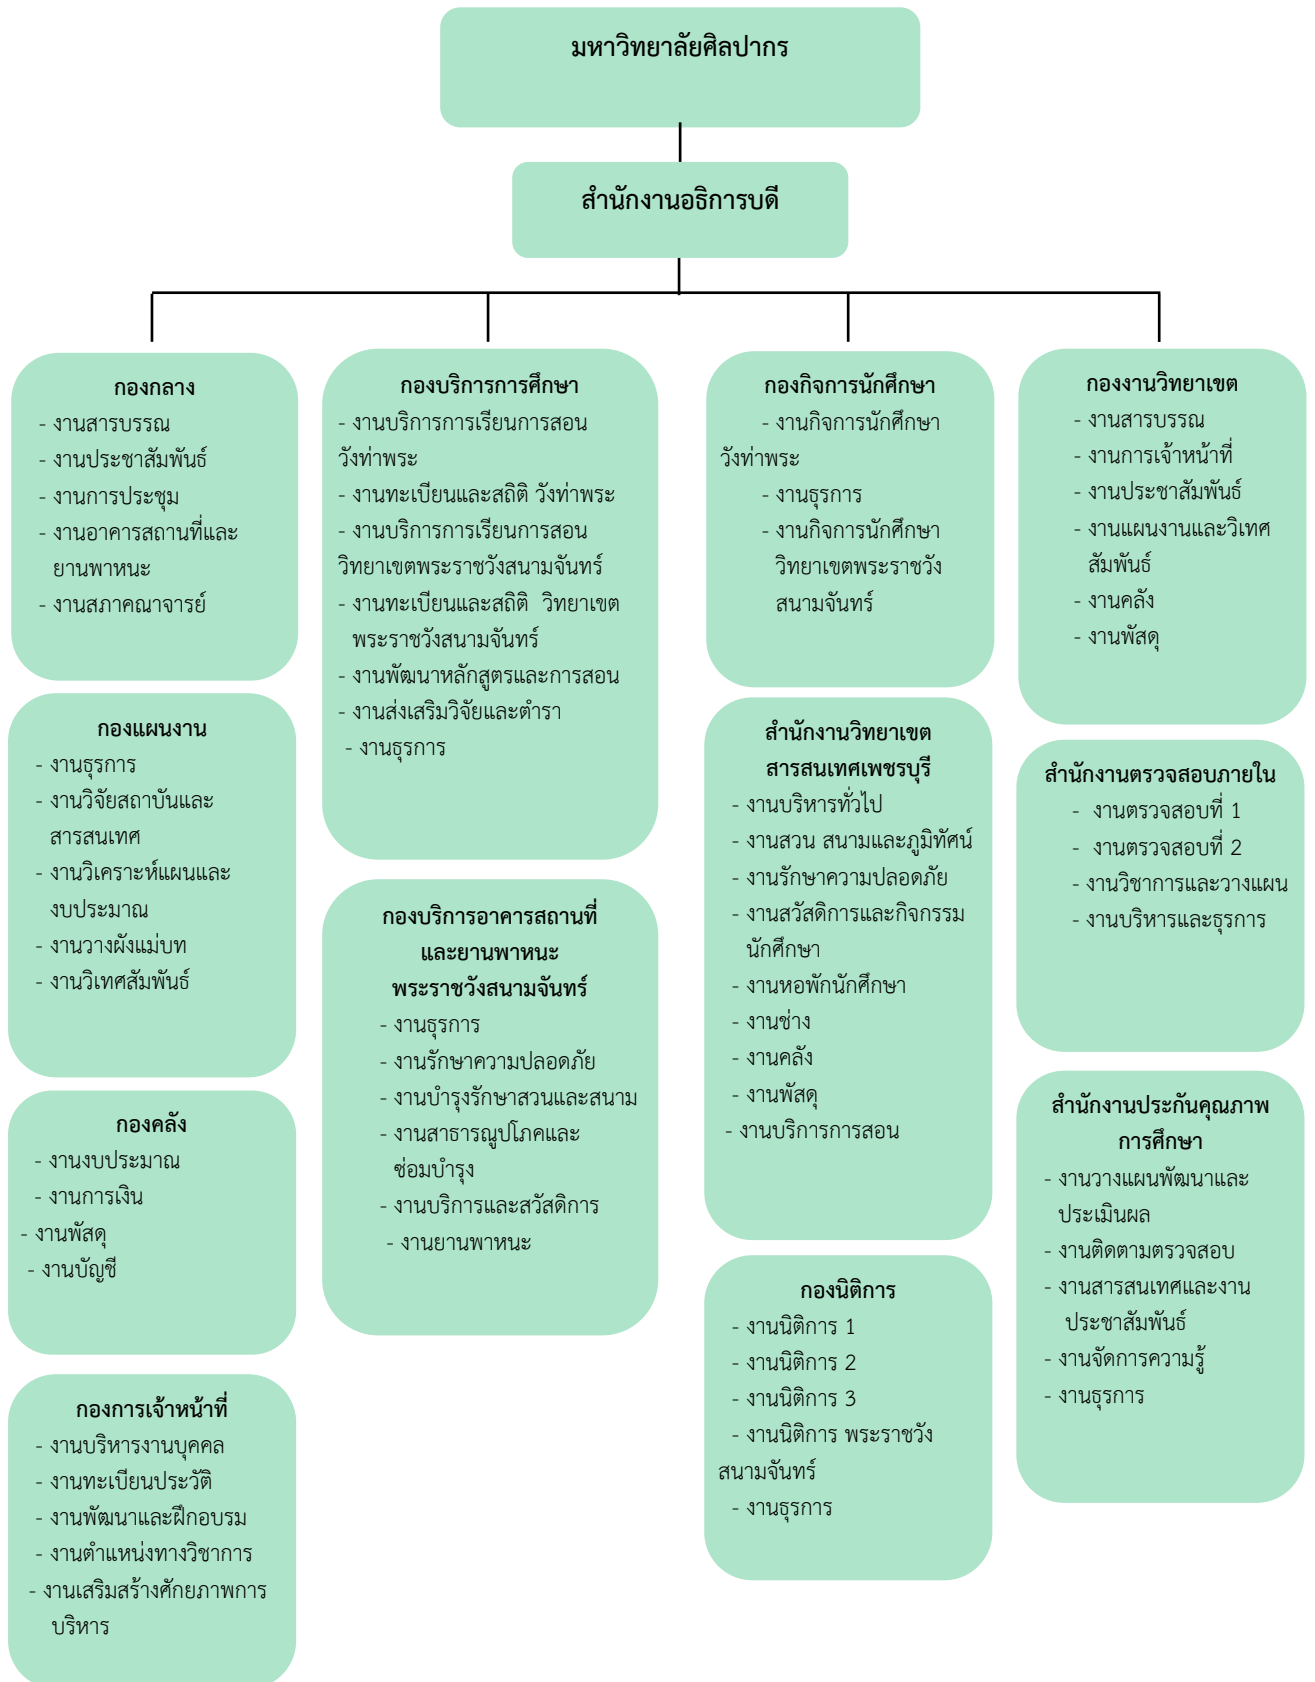 มหาวิทยาลัยศิลปากร
สำนักงานอธิการบดี
กองกลาง
- งานสารบรรณ
- งานประชาสัมพันธ์
- งานการประชุม
- งานอาคารสถานที่และ
ยานพาหนะ
- งานสภาคณาจารย์
กองแผนงาน
- งานธุรการ
- งานวิจัยสถาบันและ
สารสนเทศ
- งานวิเคราะห์แผนและ
งบประมาณ
- งานวางผังแม่บท
- งานวิเทศสัมพันธ์
กองคลัง
- งานงบประมาณ
- งานการเงิน
- งานพัสดุ
- งานบัญชี
กองการเจ้าหน้าที่
- งานบริหารงานบุคคล
- งานทะเบียนประวัติ
- งานพัฒนาและฝึกอบรม
- งานตำแหน่งทางวิชาการ
- งานเสริมสร้างศักยภาพการ
บริหาร
กองบริการการศึกษา
- งานบริการการเรียนการสอน
วังท่าพระ
- งานทะเบียนและสถิติ วังท่าพระ
- งานบริการการเรียนการสอน
วิทยาเขตพระราชวังสนามจันทร์
- งานทะเบียนและสถิติ  วิทยาเขต
พระราชวังสนามจันทร์
- งานพัฒนาหลักสูตรและการสอน
- งานส่งเสริมวิจัยและตำรา
- งานธุรการ
กองบริการอาคารสถานที่
และยานพาหนะ
พระราชวังสนามจันทร์
- งานธุรการ
- งานรักษาความปลอดภัย
- งานบำรุงรักษาสวนและสนาม
- งานสาธารณูปโภคและ
ซ่อมบำรุง
- งานบริการและสวัสดิการ
- งานยานพาหนะ
กองกิจการนักศึกษา
- งานกิจการนักศึกษา
วังท่าพระ
- งานธุรการ
- งานกิจการนักศึกษา
วิทยาเขตพระราชวัง
สนามจันทร์
สำนักงานวิทยาเขต
สารสนเทศเพชรบุรี
- งานบริหารทั่วไป
- งานสวน สนามและภูมิทัศน์
- งานรักษาความปลอดภัย
- งานสวัสดิการและกิจกรรม
นักศึกษา
- งานหอพักนักศึกษา
- งานช่าง
- งานคลัง
- งานพัสดุ
- งานบริการการสอน
กองนิติการ
- งานนิติการ 1
- งานนิติการ 2
- งานนิติการ 3
- งานนิติการ พระราชวัง
สนามจันทร์
- งานธุรการ
กองงานวิทยาเขต
- งานสารบรรณ
- งานการเจ้าหน้าที่
- งานประชาสัมพันธ์
- งานแผนงานและวิเทศ
สัมพันธ์
- งานคลัง
- งานพัสดุ
สำนักงานตรวจสอบภายใน
-  งานตรวจสอบที่ 1
-  งานตรวจสอบที่ 2
- งานวิชาการและวางแผน
- งานบริหารและธุรการ
สำนักงานประกันคุณภาพ
การศึกษา
- งานวางแผนพัฒนาและ
ประเมินผล
- งานติดตามตรวจสอบ
- งานสารสนเทศและงาน
ประชาสัมพันธ์
- งานจัดการความรู้
- งานธุรการ